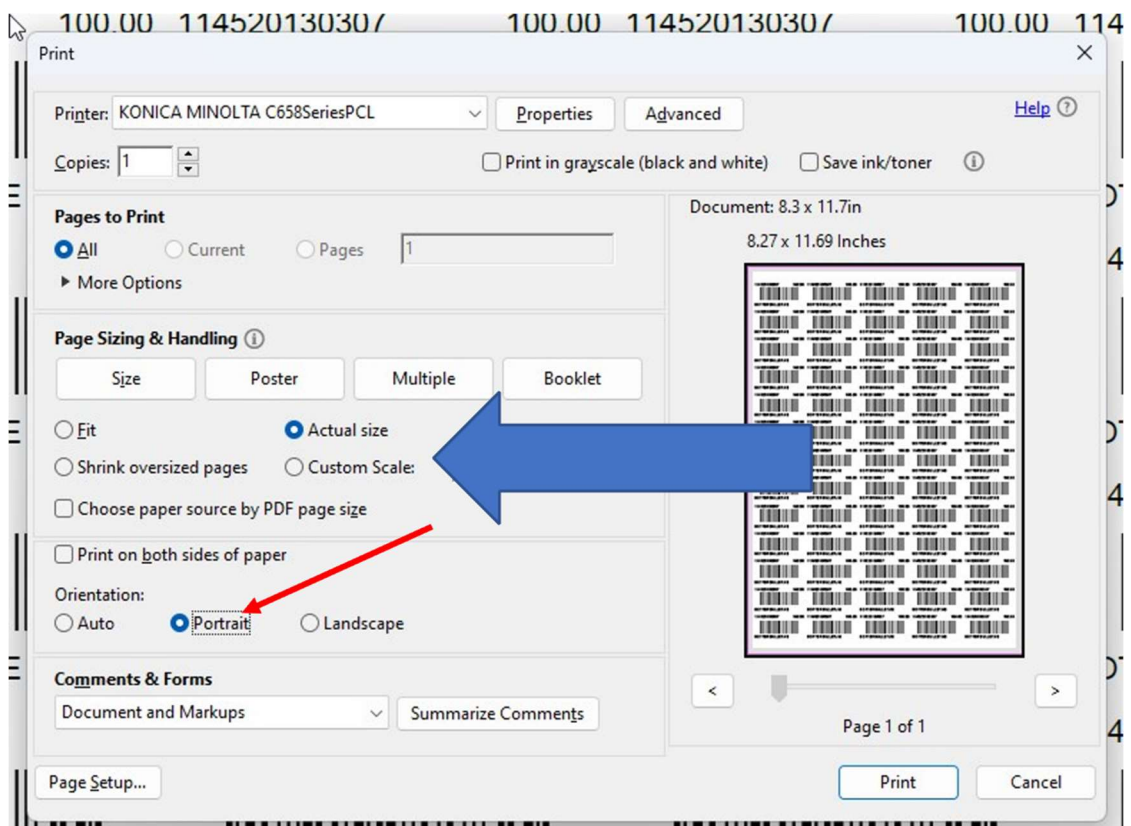 100.00 114520130307 100.00 114520130307 100.00 114
Print
Printer: KONICA MINOLTA C658SeriesPCL Properties Advanced Help
Copies: 1 Print in grayscale (black and white) Save ink/toner
Pages to Print
All Current Pages 1
More Options
Page Sizing & Handling
Size Poster Multiple Booklet
Fit Actual size
Shrink oversized pages Custom Scale:
Choose paper source by PDF page size
Print on both sides of paper
Orientation:
Auto Portrait Landscape
Comments & Forms
Document and Markups Summarize Comments
Document: 8.3 x 11.7in
8.27 x 11.69 Inches
< >
Page 1 of 1
Page Setup... Print Cancel